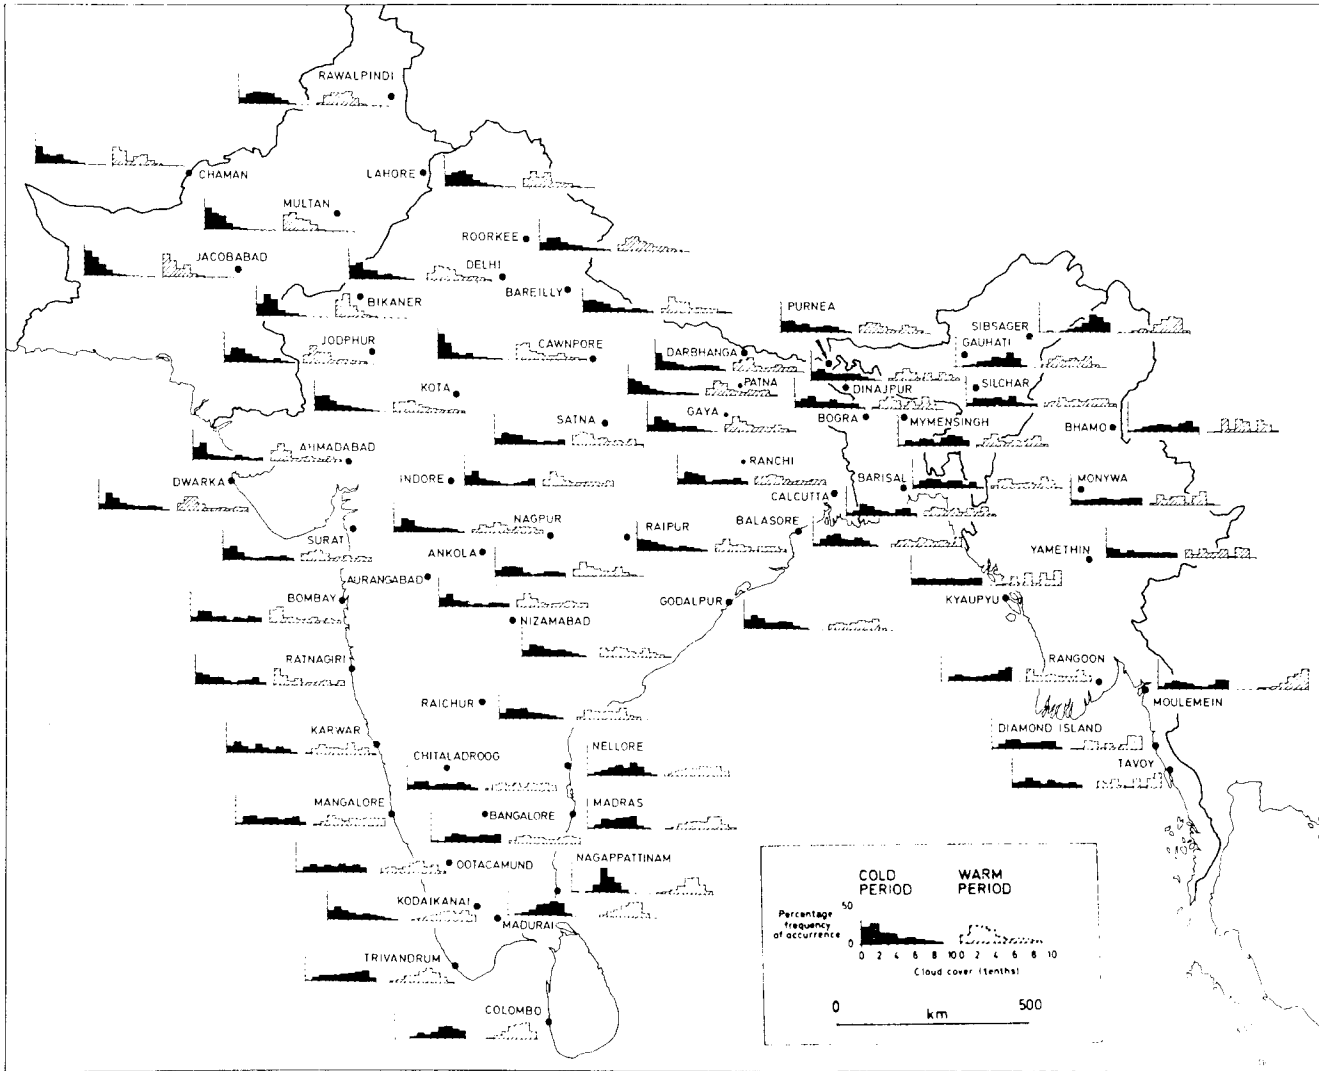 RAWALPINDI
CHAMAN
LAHORE
MULTAN
ROORKEE
JACOBABAD
DELHI
BAREILLY
BIKANER
PURNEA
SIBSAGER
JODPHUR
CAWNPORE
GAUHATI
DARBHANGA
PATNA
DINAJPUR
SILCHAR
KOTA
SATNA
GAYA
BOGRA
MYMENSINGH
BHAMO
AHMADABAD
RANCHI
DWARKA
INDORE
CALCUTTA
BARISAL
MONYWA
NAGPUR
RAIPUR
BALASORE
SURAT
ANKOLA
YAMETHIN
AURANGABAD
BOMBAY
GODALPUR
KYAUPYU
NIZAMABAD
RATNAGIRI
RANGOON
RAICHUR
MOULEMEIN
KARWAR
DIAMOND ISLAND
CHITALADROOG
NELLORE
TAVOY
MANGALORE
BANGALORE
MADRAS
OOTACAMUND
NAGAPPATTINAM
KODAIKANAI
MADURAI
TRIVANDRUM
COLOMBO
COLD PERIOD
WARM PERIOD
Percentage frequency of occurrence
50
0
0 2 4 6 8 10 0 2 4 6 8 10
Cloud cover (tenths)
0 500
km